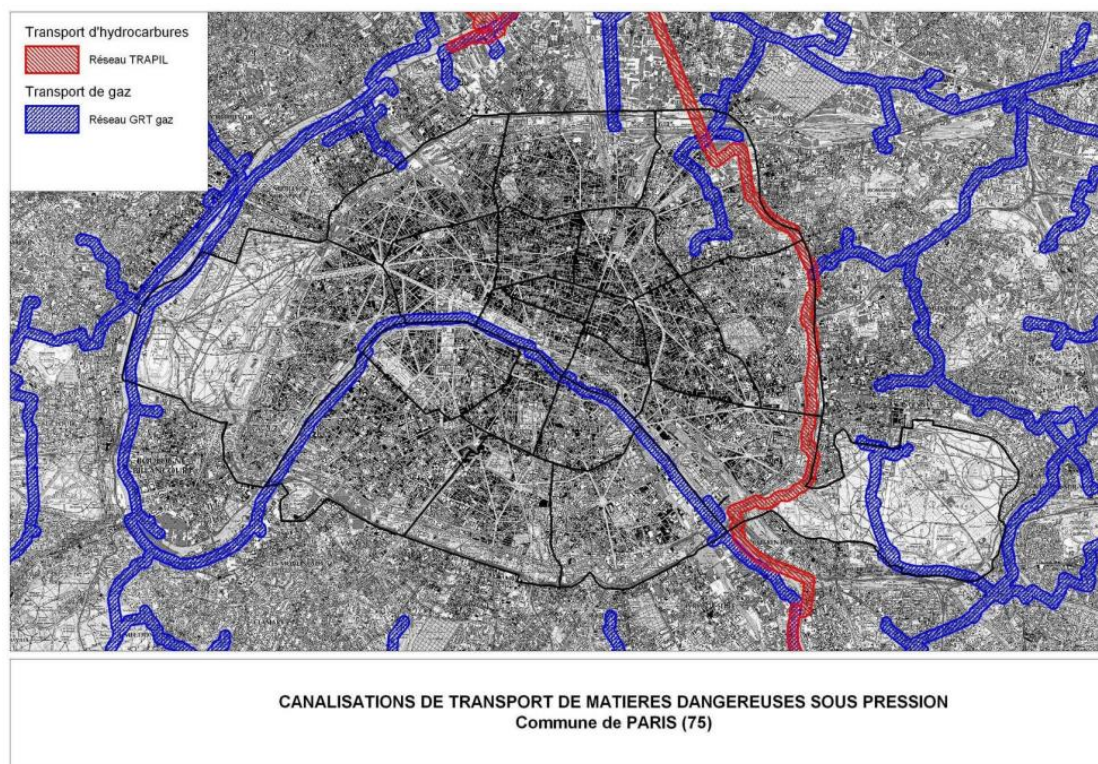 Transport d'hydrocarbures
Réseau TRAPIL
Transport de gaz
Réseau GRT gaz
CANALISATIONS DE TRANSPORT DE MATIERES DANGEREUSES SOUS PRESSION
Commune de PARIS (75)